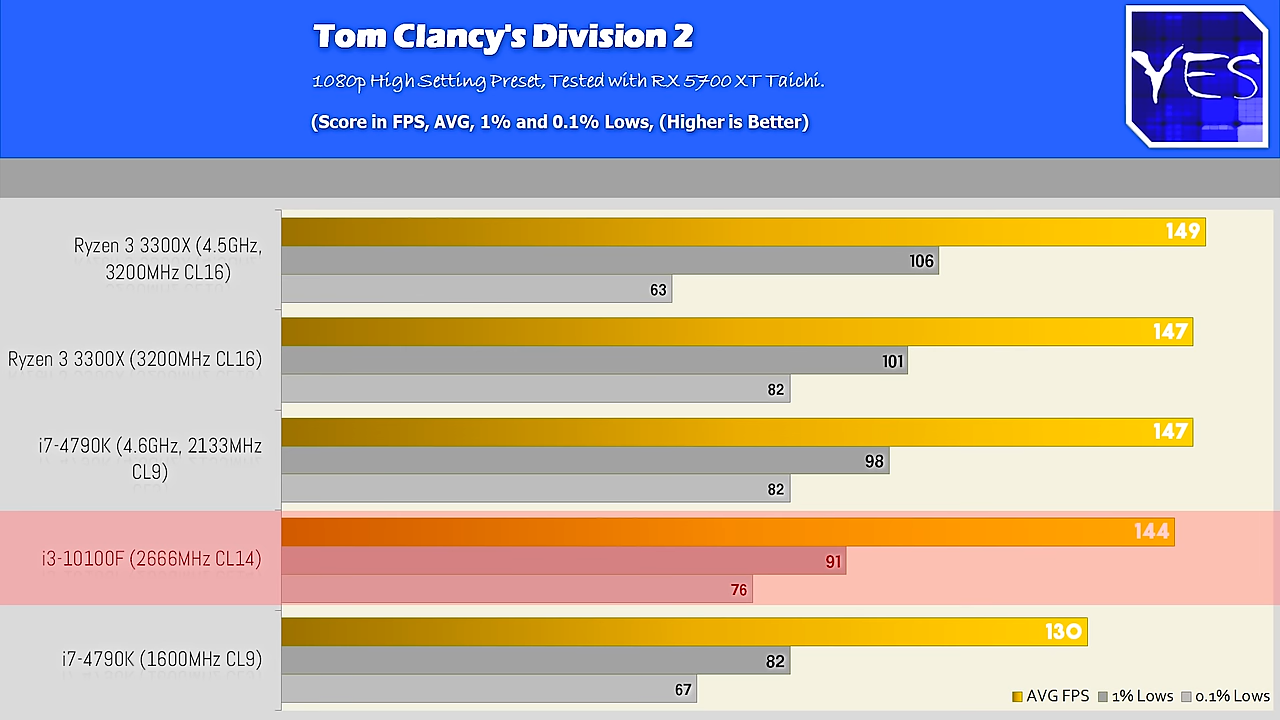 Tom Clancy's Division 2
1080p High Setting Preset, Tested with RX 5700 XT Taichi.
(Score in FPS, AVG, 1% and 0.1% Lows, (Higher is Better)
YES
Ryzen 3 3300X (4.5GHz,
3200MHz CL16)
149
106
63
Ryzen 3 3300X (3200MHz CL16)
147
101
82
i7-4790K (4.6GHz, 2133MHz
CL9)
147
98
82
i3-10100F (2666MHz CL14)
144
91
76
i7-4790K (1600MHz CL9)
130
82
67
AVG FPS 1% Lows 0.1% Lows